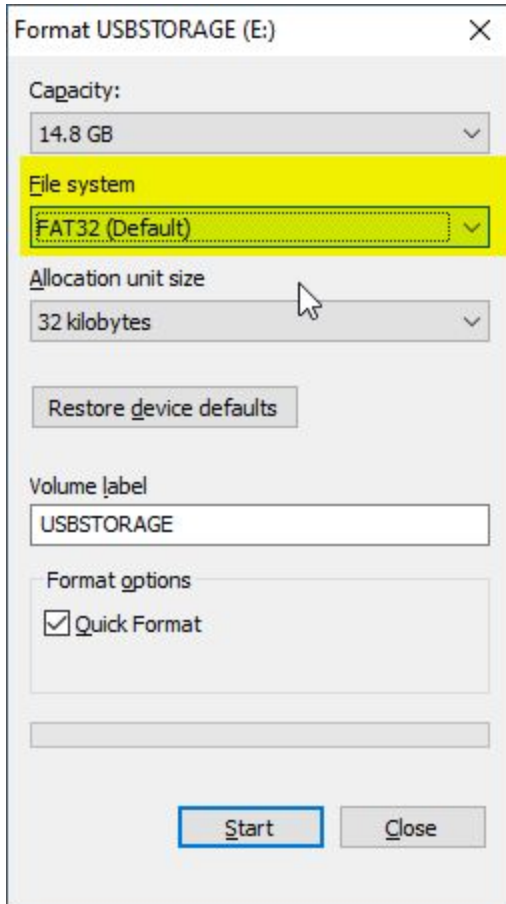 Format USBSTORAGE (E:)
Capacity:
14.8 GB
File system
FAT32 (Default)
Allocation unit size
32 kilobytes
Restore device defaults
Volume label
USBSTORAGE
Format options
Quick Format
Start Close